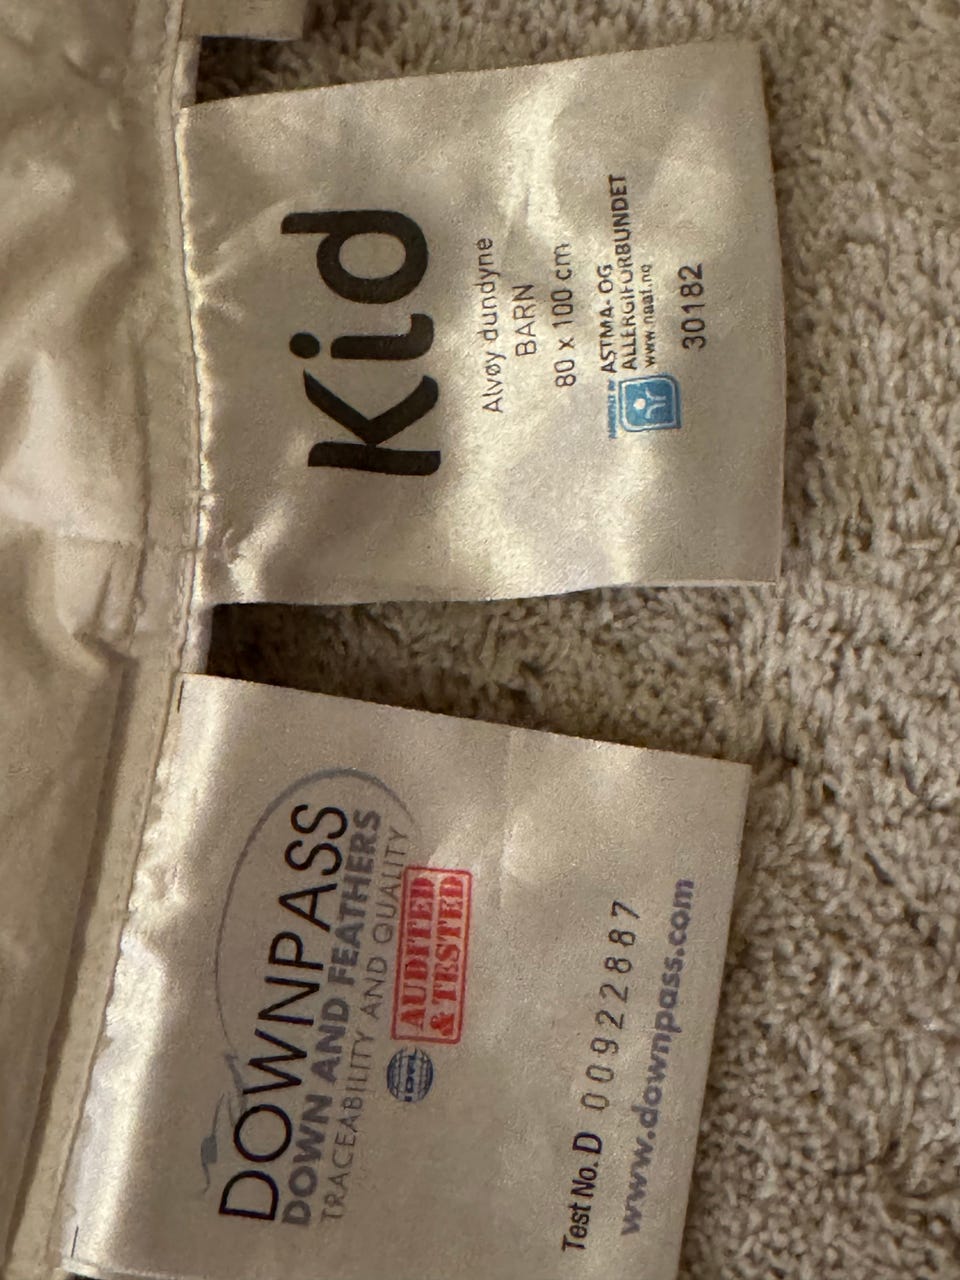 Kid
Alvøy dundyne
BARN
80 x 100 cm
ASTMA- OG
ALLERGIFORBUNDET
www.naaf.no
30182
DOWNPASS
DOWN AND FEATHERS
TRACEABILITY AND QUALITY
IDFL
AUDITED
& TESTED
Test No. D 00922887
www.downpass.com